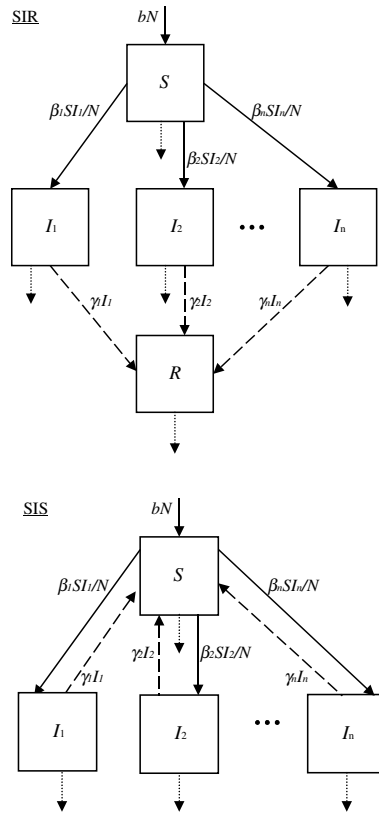 SIR
bN
S
β₁SI₁/N
βₙSIₙ/N
β₂SI₂/N
I₁
I₂
•••
Iₙ
γ₁I₁
γ₂I₂
γₙIₙ
R
SIS
bN
S
β₁SI₁/N
βₙSIₙ/N
γ₁I₁
γ₂I₂
β₂SI₂/N
γₙIₙ
I₁
I₂
•••
Iₙ